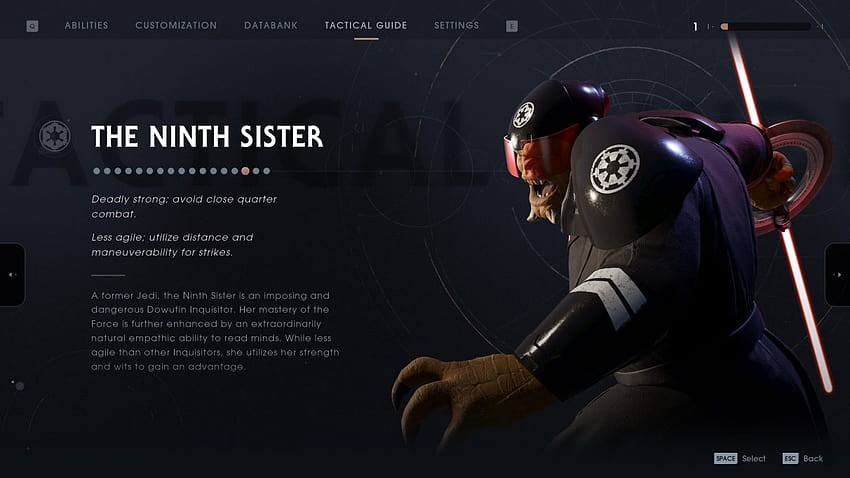 Q ABILITIES CUSTOMIZATION DATABANK TACTICAL GUIDE SETTINGS E 1
TACTICAL
THE NINTH SISTER
Deadly strong; avoid close quarter
combat.
Less agile; utilize distance and
maneuverability for strikes.
A former Jedi, the Ninth Sister is an imposing and
dangerous Dowutin Inquisitor. Her mastery of the
Force is further enhanced by an extraordinarily
natural empathic ability to read minds. While less
agile than other Inquisitors, she utilizes her strength
and wits to gain an advantage.
SPACE Select ESC Back